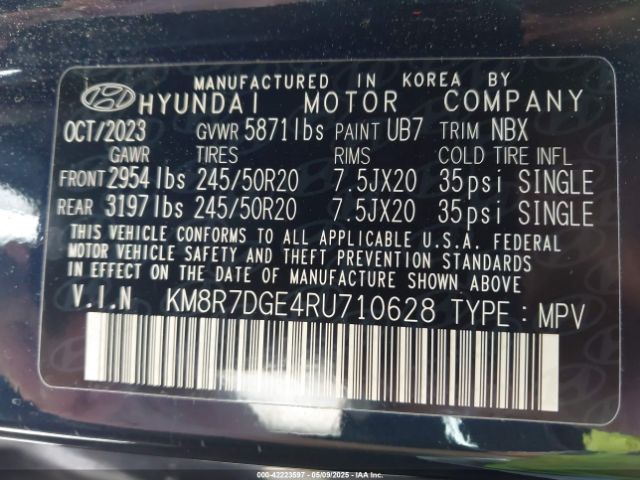 MANUFACTURED IN KOREA BY
HYUNDAI MOTOR COMPANY
OCT/2023 GVWR 5871lbs PAINT UB7 TRIM NBX
GAWR TIRES RIMS COLD TIRE INFL
FRONT 2954lbs 245/50R20 7.5JX20 35psi SINGLE
REAR 3197lbs 245/50R20 7.5JX20 35psi SINGLE
THIS VEHICLE CONFORMS TO ALL APPLICABLE U.S.A. FEDERAL
MOTOR VEHICLE SAFETY AND THEFT PREVENTION STANDARDS
IN EFFECT ON THE DATE OF MANUFACTURE SHOWN ABOVE
V.I.N KM8R7DGE4RU710628 TYPE : MPV
000-42223597 - 05/09/2025 - IAA Inc.